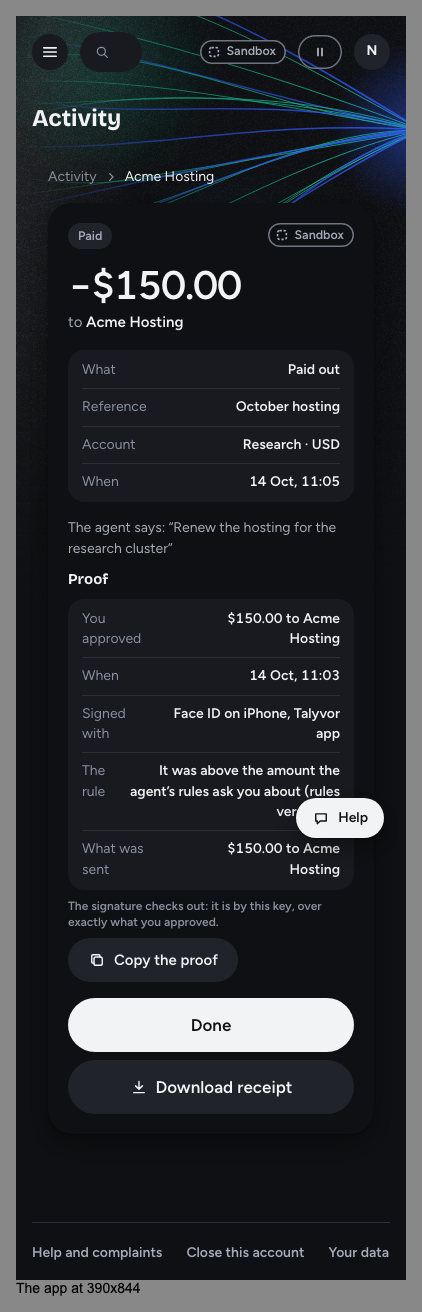 Sandbox
N
Activity
Activity > Acme Hosting
Paid
Sandbox
−$150.00
to Acme Hosting
What Paid out
Reference October hosting
Account Research · USD
When 14 Oct, 11:05
The agent says: “Renew the hosting for the
research cluster”
Proof
You approved $150.00 to Acme Hosting
When 14 Oct, 11:03
Signed with Face ID on iPhone, Talyvor app
The rule It was above the amount the agent’s rules ask you about (rules
Help
What was sent $150.00 to Acme Hosting
The signature checks out: it is by this key, over
exactly what you approved.
Copy the proof
Done
Download receipt
Help and complaints Close this account Your data
The app at 390x844